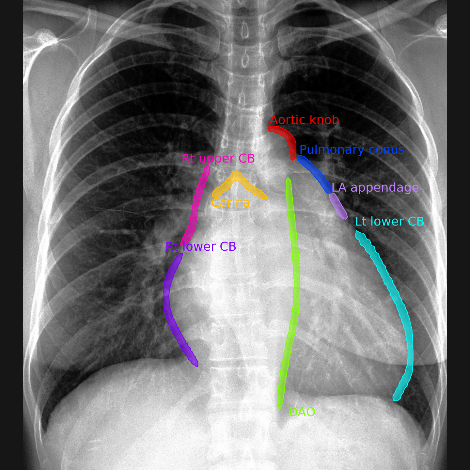 Aortic knob
Pulmonary conus
Rt upper CB
LA appendage
Carina
Lt lower CB
Rt lower CB
DAO